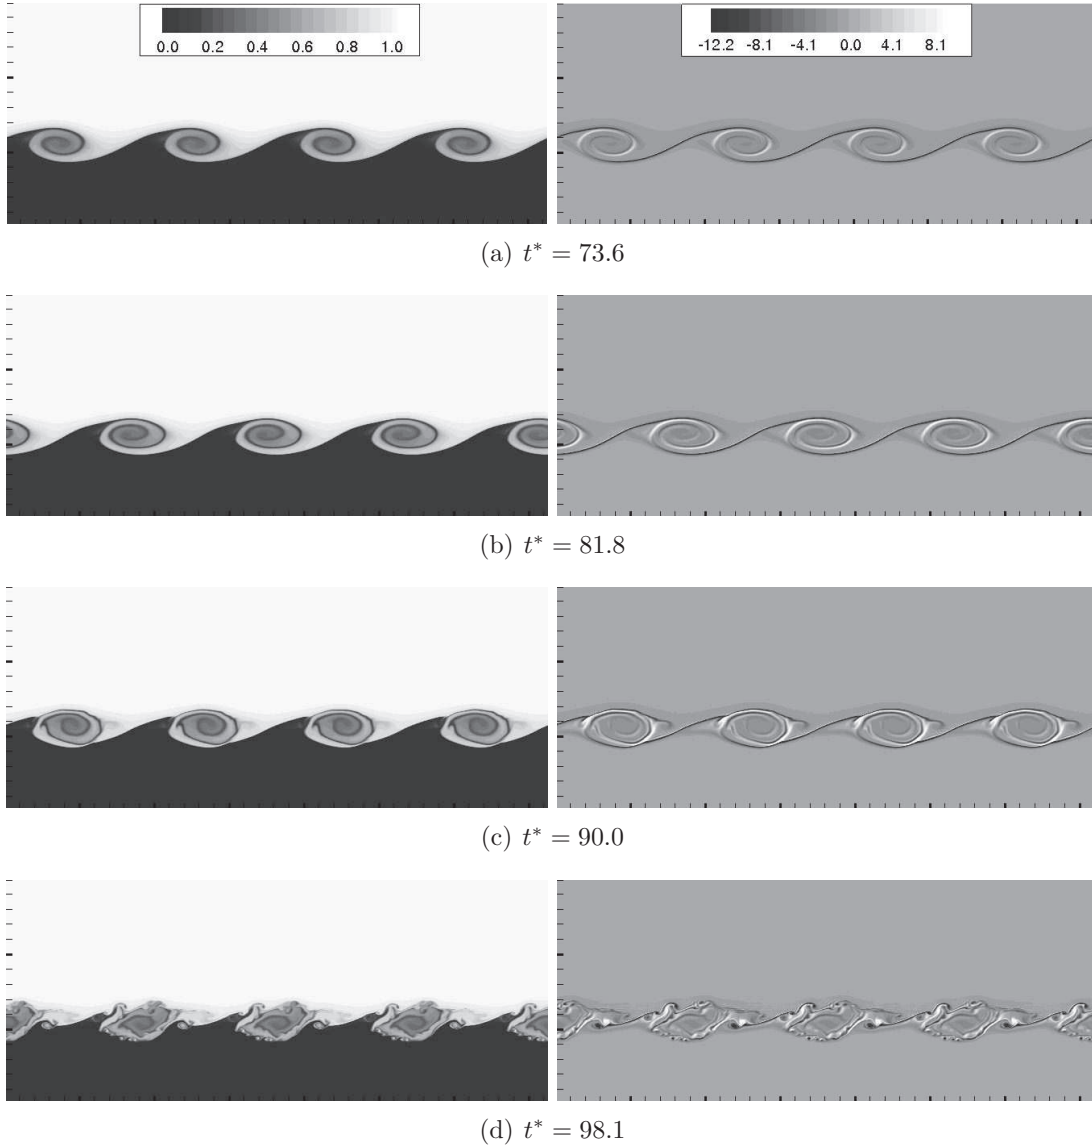 0.0 0.2 0.4 0.6 0.8 1.0
-12.2 -8.1 -4.1 0.0 4.1 8.1
(a) t* = 73.6
(b) t* = 81.8
(c) t* = 90.0
(d) t* = 98.1